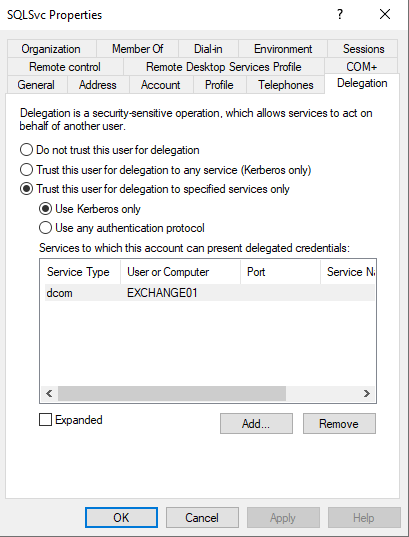 SQLSvc Properties
Organization Member Of Dial-in Environment Sessions
Remote control Remote Desktop Services Profile COM+
General Address Account Profile Telephones Delegation
Delegation is a security-sensitive operation, which allows services to act on
behalf of another user.
Do not trust this user for delegation
Trust this user for delegation to any service (Kerberos only)
Trust this user for delegation to specified services only
Use Kerberos only
Use any authentication protocol
Services to which this account can present delegated credentials:
Service Type User or Computer Port Service Na
dcom EXCHANGE01
Expanded Add... Remove
OK Cancel Apply Help